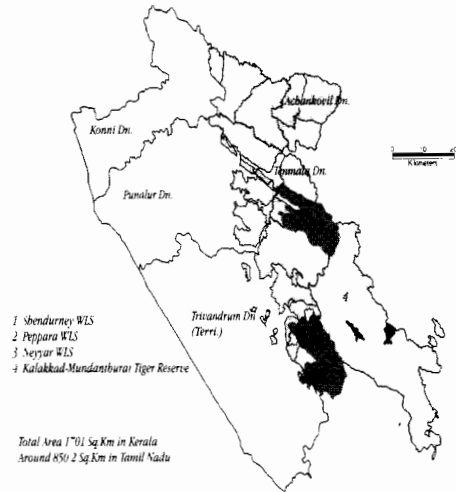 Achankovil Dn.
Konni Dn.
Tenmala Dn.
Kilometers
Punalur Dn.
4
Trivandrum Dn
(Terri.)
1 Shendurney WLS
2 Peppara WLS
3 Neyyar WLS
4 Kalakkad-Mundanthurai Tiger Reserve
Total Area 1701 Sq.Km in Kerala
Around 850.2 Sq.Km in Tamil Nadu